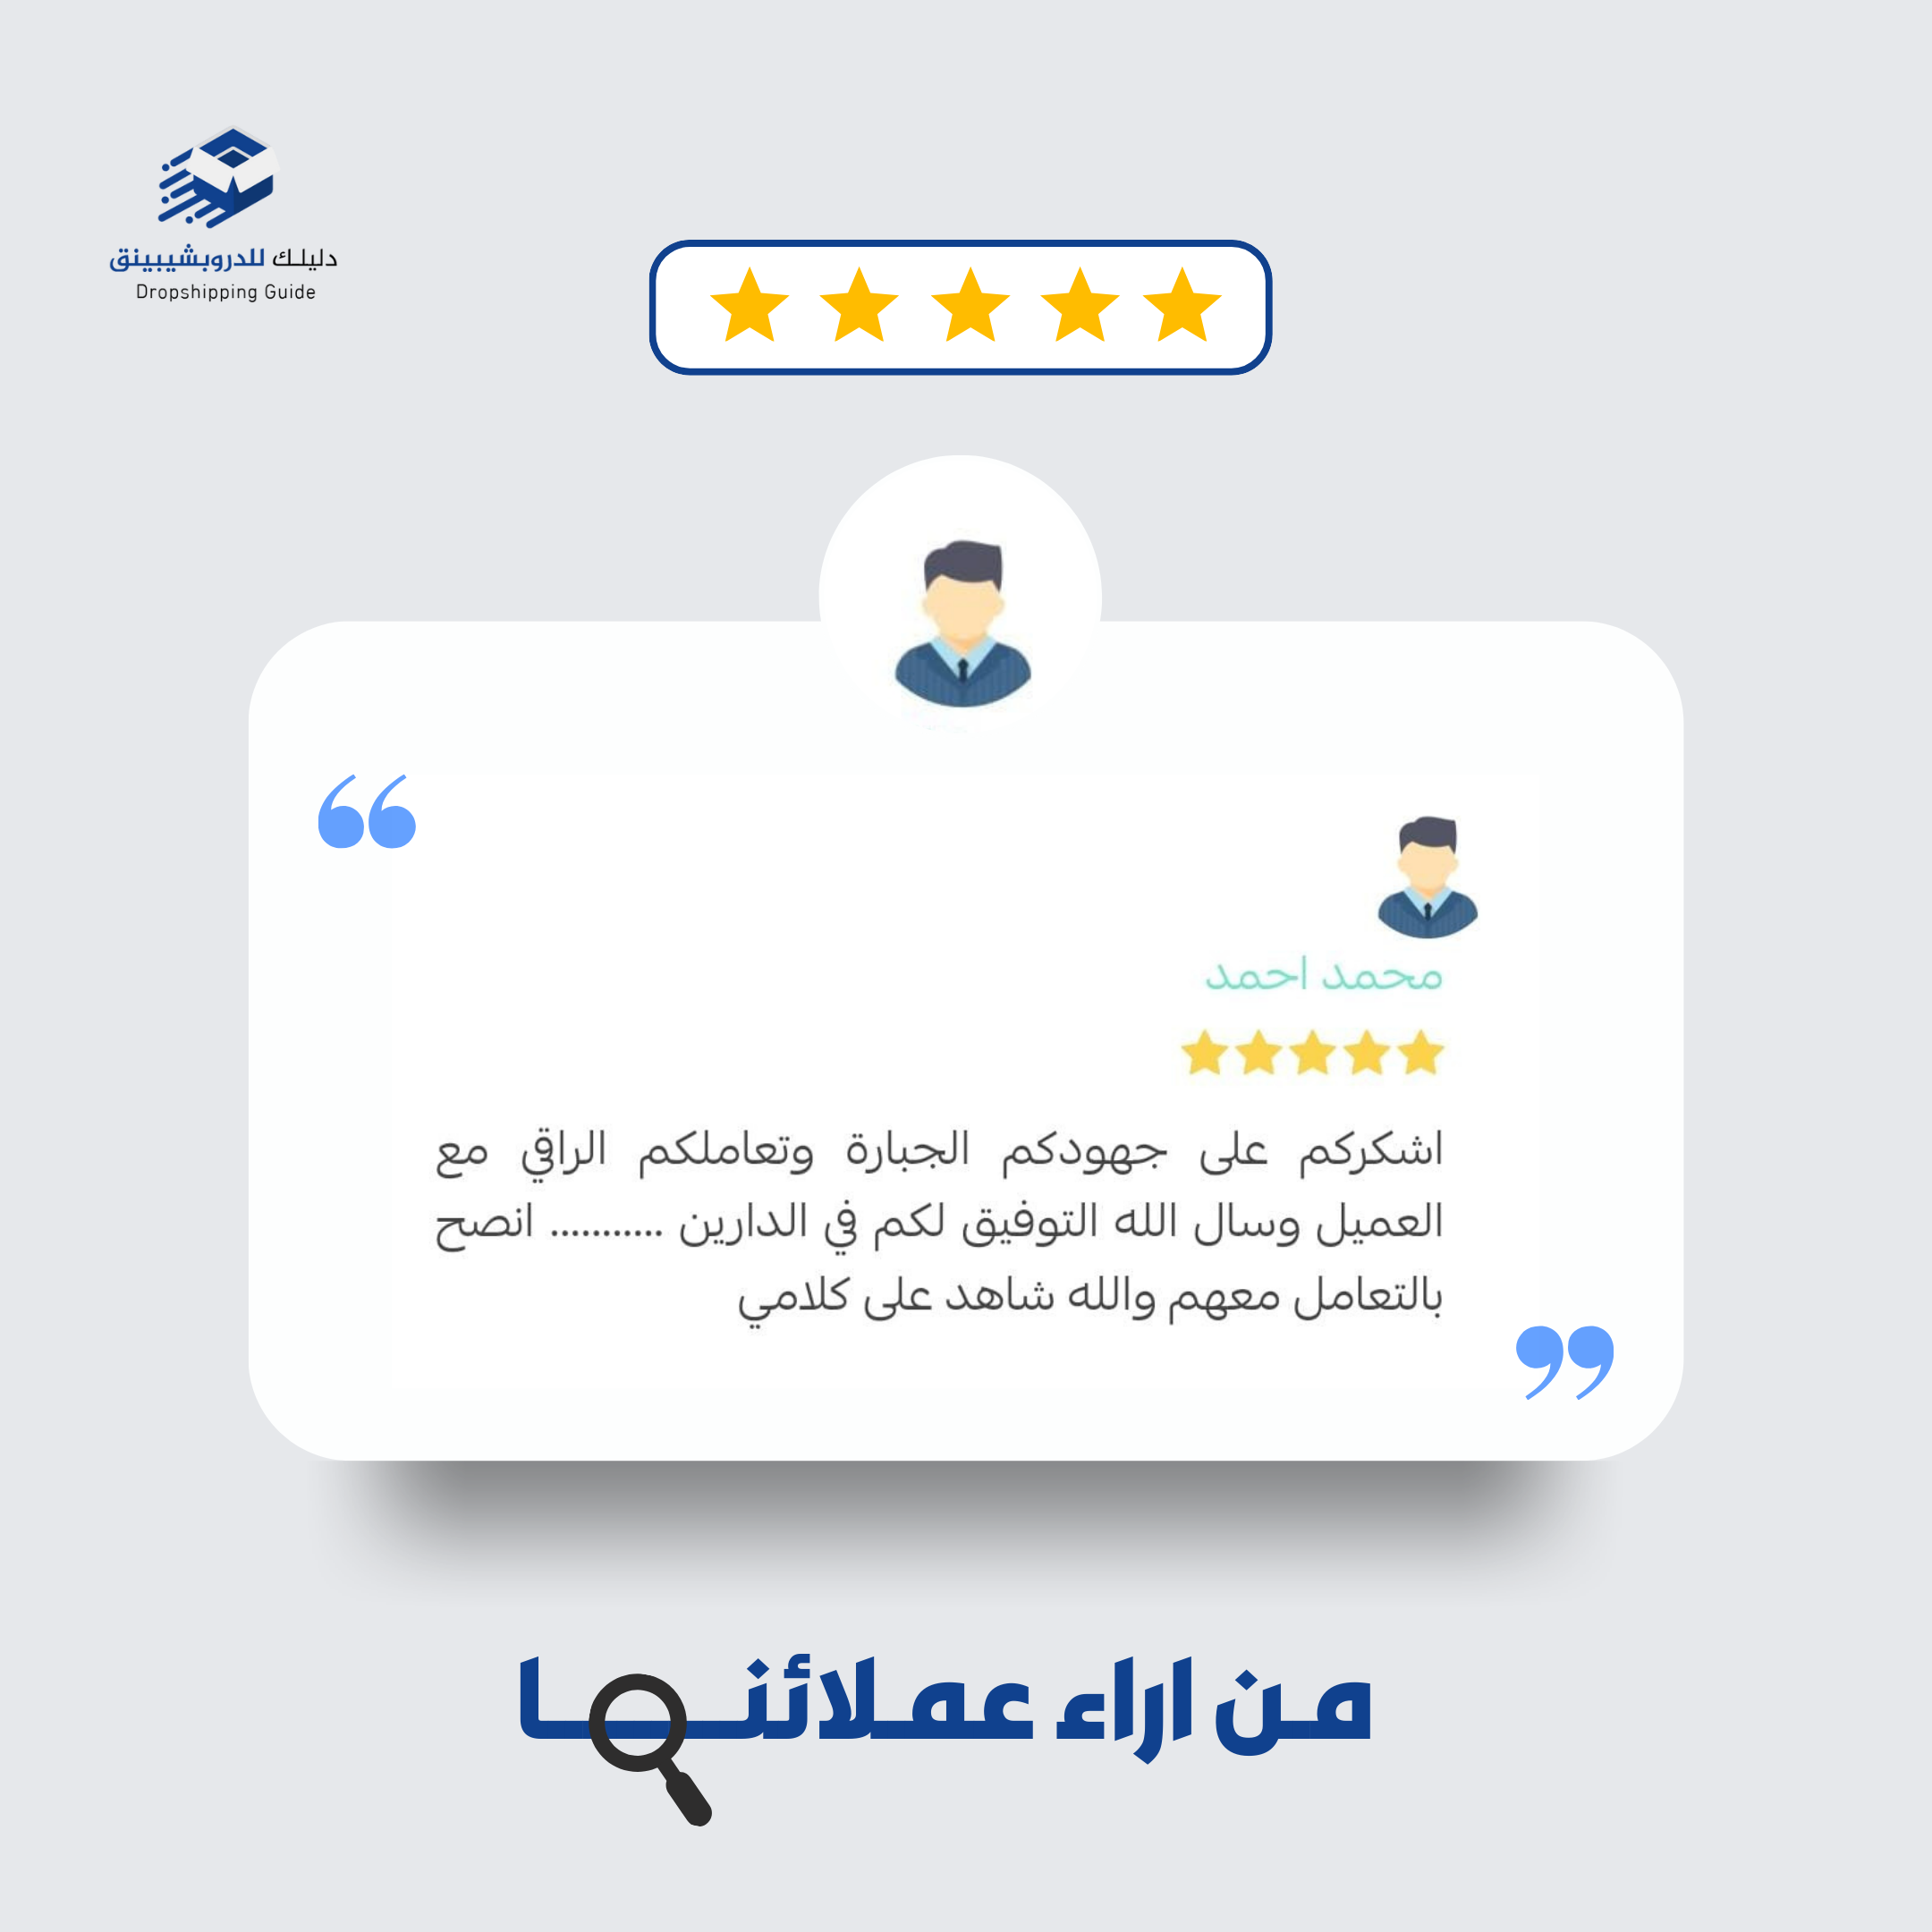 دليلك للدروبشيبينق
Dropshipping Guide
محمد احمد
اشكركم على جهودكم الجبارة وتعاملكم الراقي مع
العميل وسال الله التوفيق لكم في الدارين ........... انصح
بالتعامل معهم والله شاهد على كلامي
من اراء عملائنا